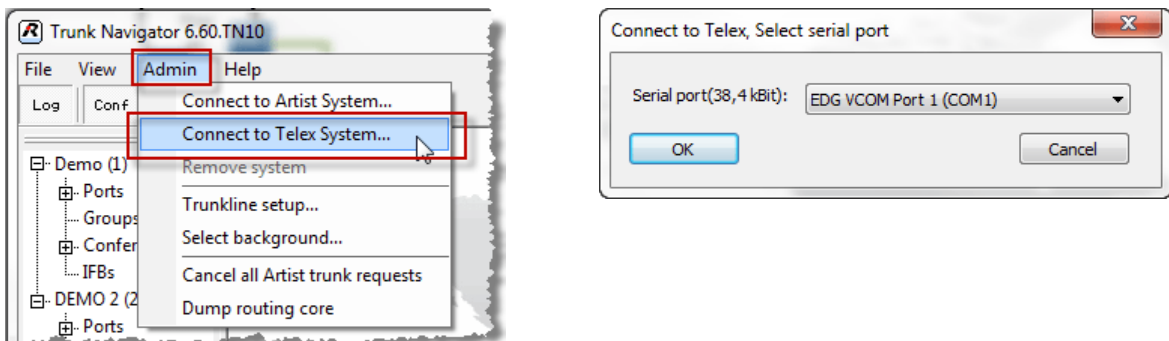 Trunk Navigator 6.60.TN10
File View Admin Help
Log Conf
Connect to Artist System...
Connect to Telex System...
Remove system
Trunkline setup...
Select background...
Cancel all Artist trunk requests
Dump routing core
Demo (1)
Ports
Groups
Confer
IFBs
DEMO 2 (2
Ports
Connect to Telex, Select serial port
Serial port(38,4 kBit): EDG VCOM Port 1 (COM1)
OK Cancel